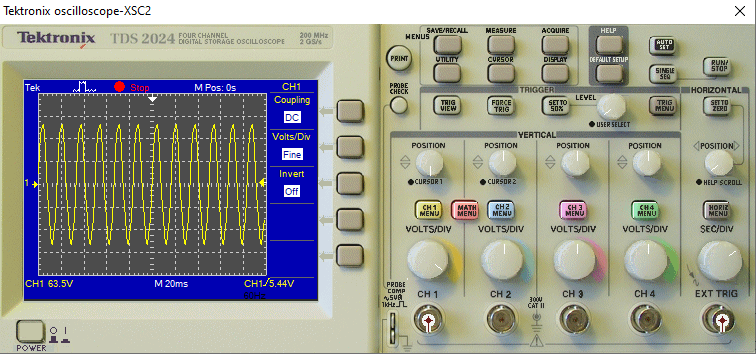 Tektronix oscilloscope-XSC2
Tektronix TDS 2024 FOUR CHANNEL DIGITAL STORAGE OSCILLOSCOPE 200 MHz 2 GS/s
Tek Stop M Pos: 0s CH1
Coupling
DC
Volts/Div
Fine
Invert
Off
1
CH1 63.5V M 20ms CH1 5.44V
POWER
MENUS
SAVE/RECALL MEASURE ACQUIRE HELP AUTO SET
PRINT
UTILITY CURSOR DISPLAY DEFAULT SETUP SINGLE SEQ RUN/ STOP
PROBE CHECK
TRIGGER HORIZONTAL
TRIG VIEW FORCE TRIG SET TO 50% LEVEL TRIG MENU SET TO ZERO
USER SELECT
VERTICAL
POSITION POSITION POSITION POSITION POSITION
CURSOR 1 CURSOR 2 HELP SCROLL
CH 1 MENU MATH MENU CH 2 MENU CH 3 MENU CH 4 MENU HORIZ MENU
VOLTS/DIV VOLTS/DIV VOLTS/DIV VOLTS/DIV SEC/DIV
PROBE COMP
~5V
1kHz
CH 1 CH 2 300V CAT II CH 3 CH 4 EXT TRIG